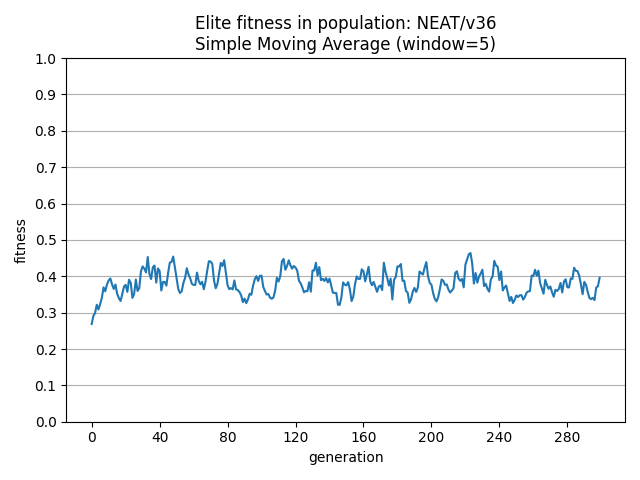 Elite fitness in population: NEAT/v36
Simple Moving Average (window=5)
1.0
0.9
0.8
0.7
0.6
0.5
0.4
0.3
0.2
0.1
0.0
fitness
0 40 80 120 160 200 240 280
generation